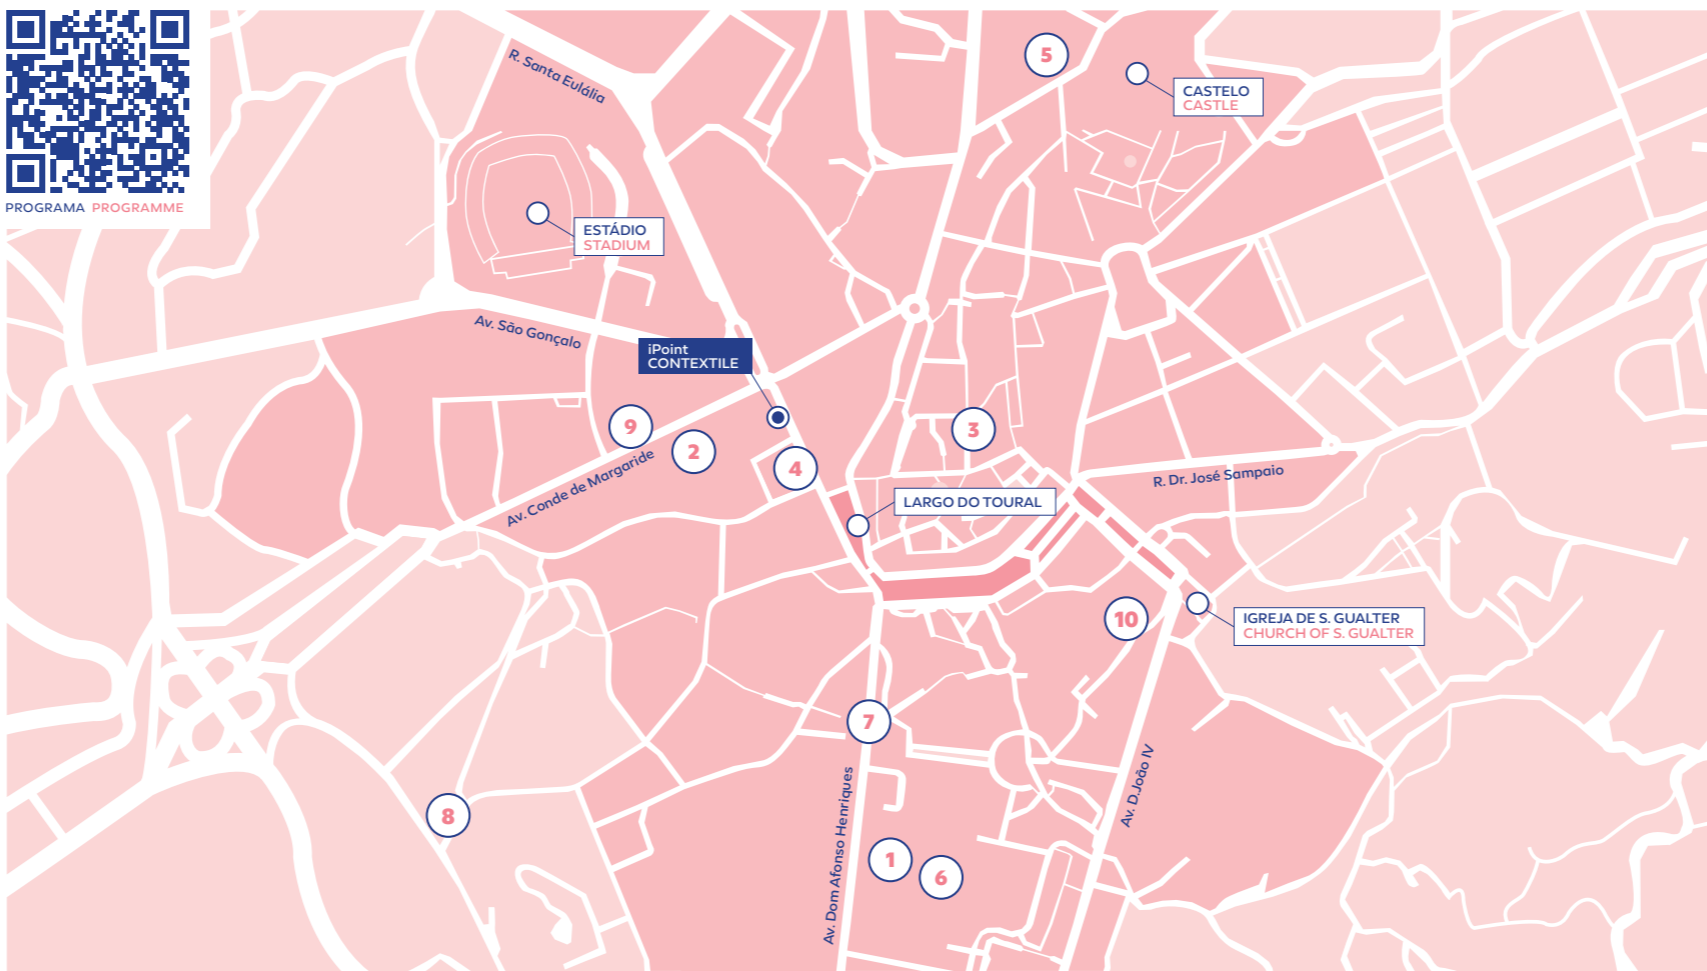 PROGRAMA PROGRAMME
R. Santa Eulália
5
CASTELO
CASTLE
ESTÁDIO
STADIUM
Av. São Gonçalo
iPoint
CONTEXTILE
9
2
4
3
Av. Conde de Margaride
LARGO DO TOURAL
R. Dr. José Sampaio
10
IGREJA DE S. GUALTER
CHURCH OF S. GUALTER
7
8
Av. Dom Afonso Henriques
1
6
Av. D.João IV